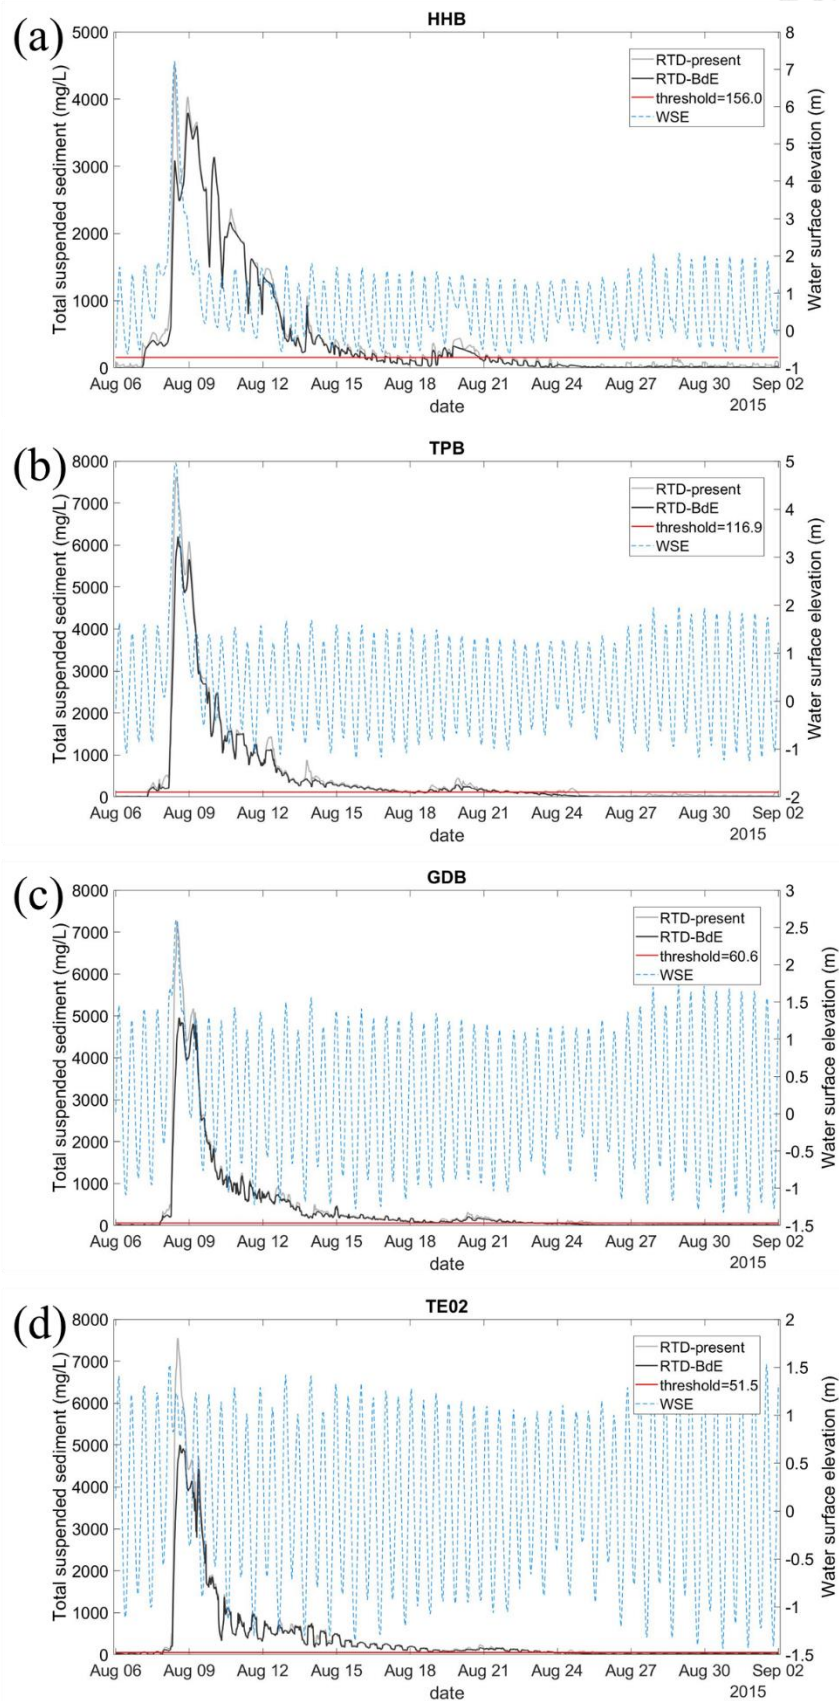 (a)
HHB
Total suspended sediment (mg/L)
5000
4000
3000
2000
1000
0
RTD-present
RTD-BdE
threshold=156.0
WSE
8
7
6
5
4
3
2
1
0
-1
Water surface elevation (m)
Aug 06 Aug 09 Aug 12 Aug 15 Aug 18 Aug 21 Aug 24 Aug 27 Aug 30 Sep 02
date
2015
(b)
TPB
Total suspended sediment (mg/L)
8000
7000
6000
5000
4000
3000
2000
1000
0
RTD-present
RTD-BdE
threshold=116.9
WSE
5
4
3
2
1
0
-1
-2
Water surface elevation (m)
Aug 06 Aug 09 Aug 12 Aug 15 Aug 18 Aug 21 Aug 24 Aug 27 Aug 30 Sep 02
date
2015
(c)
GDB
Total suspended sediment (mg/L)
8000
7000
6000
5000
4000
3000
2000
1000
0
RTD-present
RTD-BdE
threshold=60.6
WSE
3
2.5
2
1.5
1
0.5
0
-0.5
-1
-1.5
Water surface elevation (m)
Aug 06 Aug 09 Aug 12 Aug 15 Aug 18 Aug 21 Aug 24 Aug 27 Aug 30 Sep 02
date
2015
(d)
TE02
Total suspended sediment (mg/L)
8000
7000
6000
5000
4000
3000
2000
1000
0
RTD-present
RTD-BdE
threshold=51.5
WSE
2
1.5
1
0.5
0
-0.5
-1
-1.5
Water surface elevation (m)
Aug 06 Aug 09 Aug 12 Aug 15 Aug 18 Aug 21 Aug 24 Aug 27 Aug 30 Sep 02
date
2015